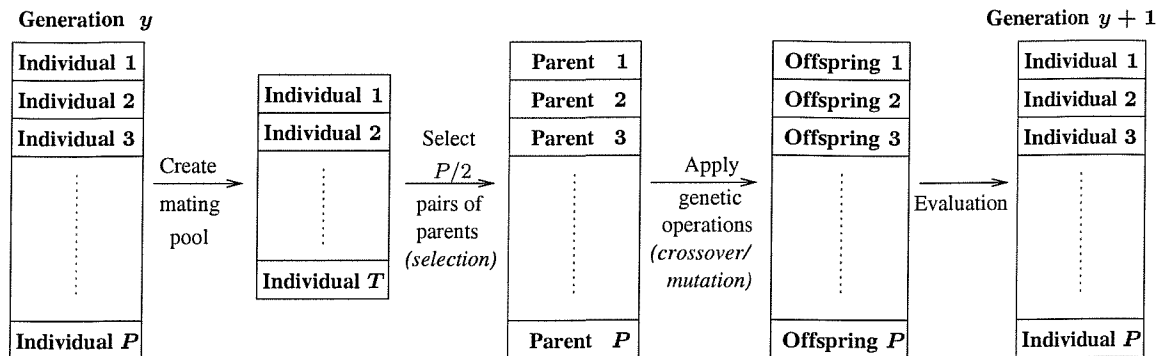 Generation y
Individual 1
Individual 2
Individual 3
Individual P
Create
mating
pool
Individual 1
Individual 2
Individual T
Select
P/2
pairs of
parents
(selection)
Parent 1
Parent 2
Parent 3
Parent P
Apply
genetic
operations
(crossover/
mutation)
Offspring 1
Offspring 2
Offspring 3
Offspring P
Evaluation
Generation y + 1
Individual 1
Individual 2
Individual 3
Individual P